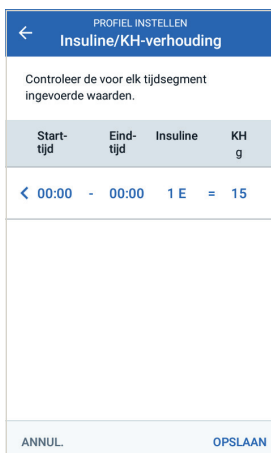 PROFIEL INSTELLEN
Insuline/KH-verhouding
Controleer de voor elk tijdsegment
ingevoerde waarden.
Start- Eind- Insuline KH
tijd tijd g
00:00 - 00:00 1 E = 15
ANNUL. OPSLAAN